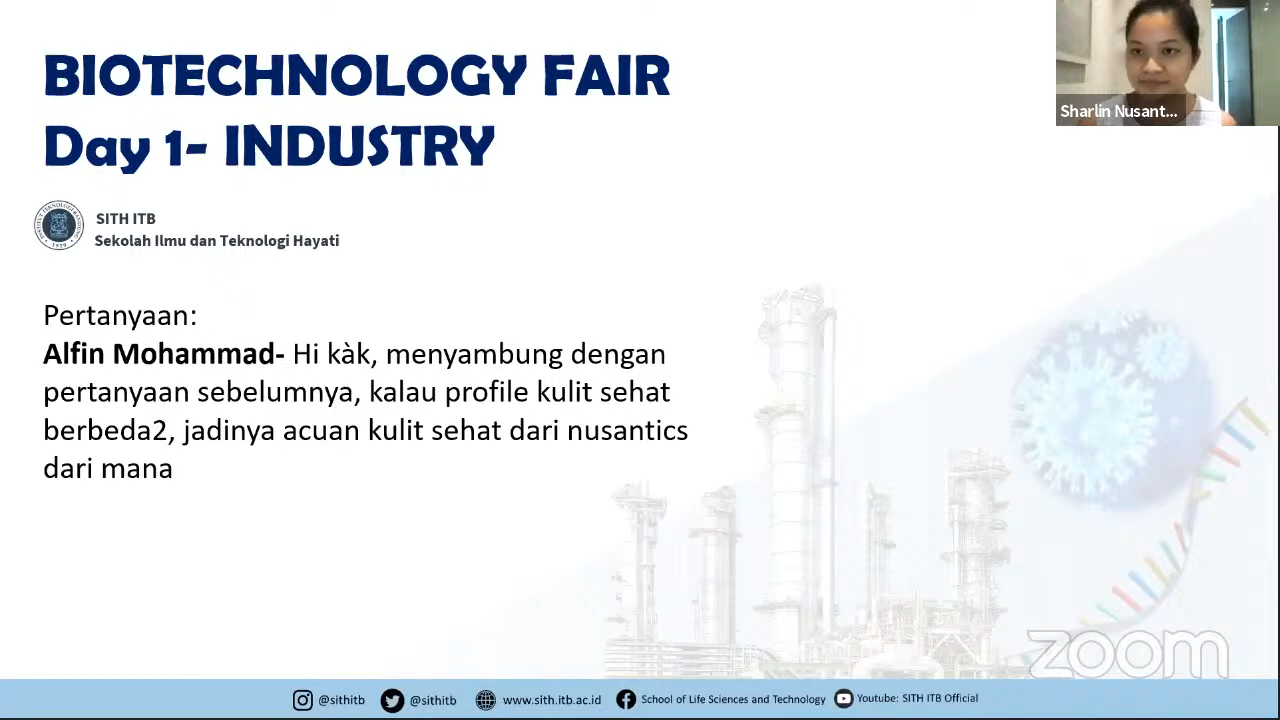 BIOTECHNOLOGY FAIR
Day 1- INDUSTRY
Sharlin Nusant...
SITH ITB
Sekolah Ilmu dan Teknologi Hayati
Pertanyaan:
Alfin Mohammad- Hi kàk, menyambung dengan
pertanyaan sebelumnya, kalau profile kulit sehat
berbeda2, jadinya acuan kulit sehat dari nusantics
dari mana
zoom
@sithitb @sithitb www.sith.itb.ac.id School of Life Sciences and Technology Youtube: SITH ITB Official